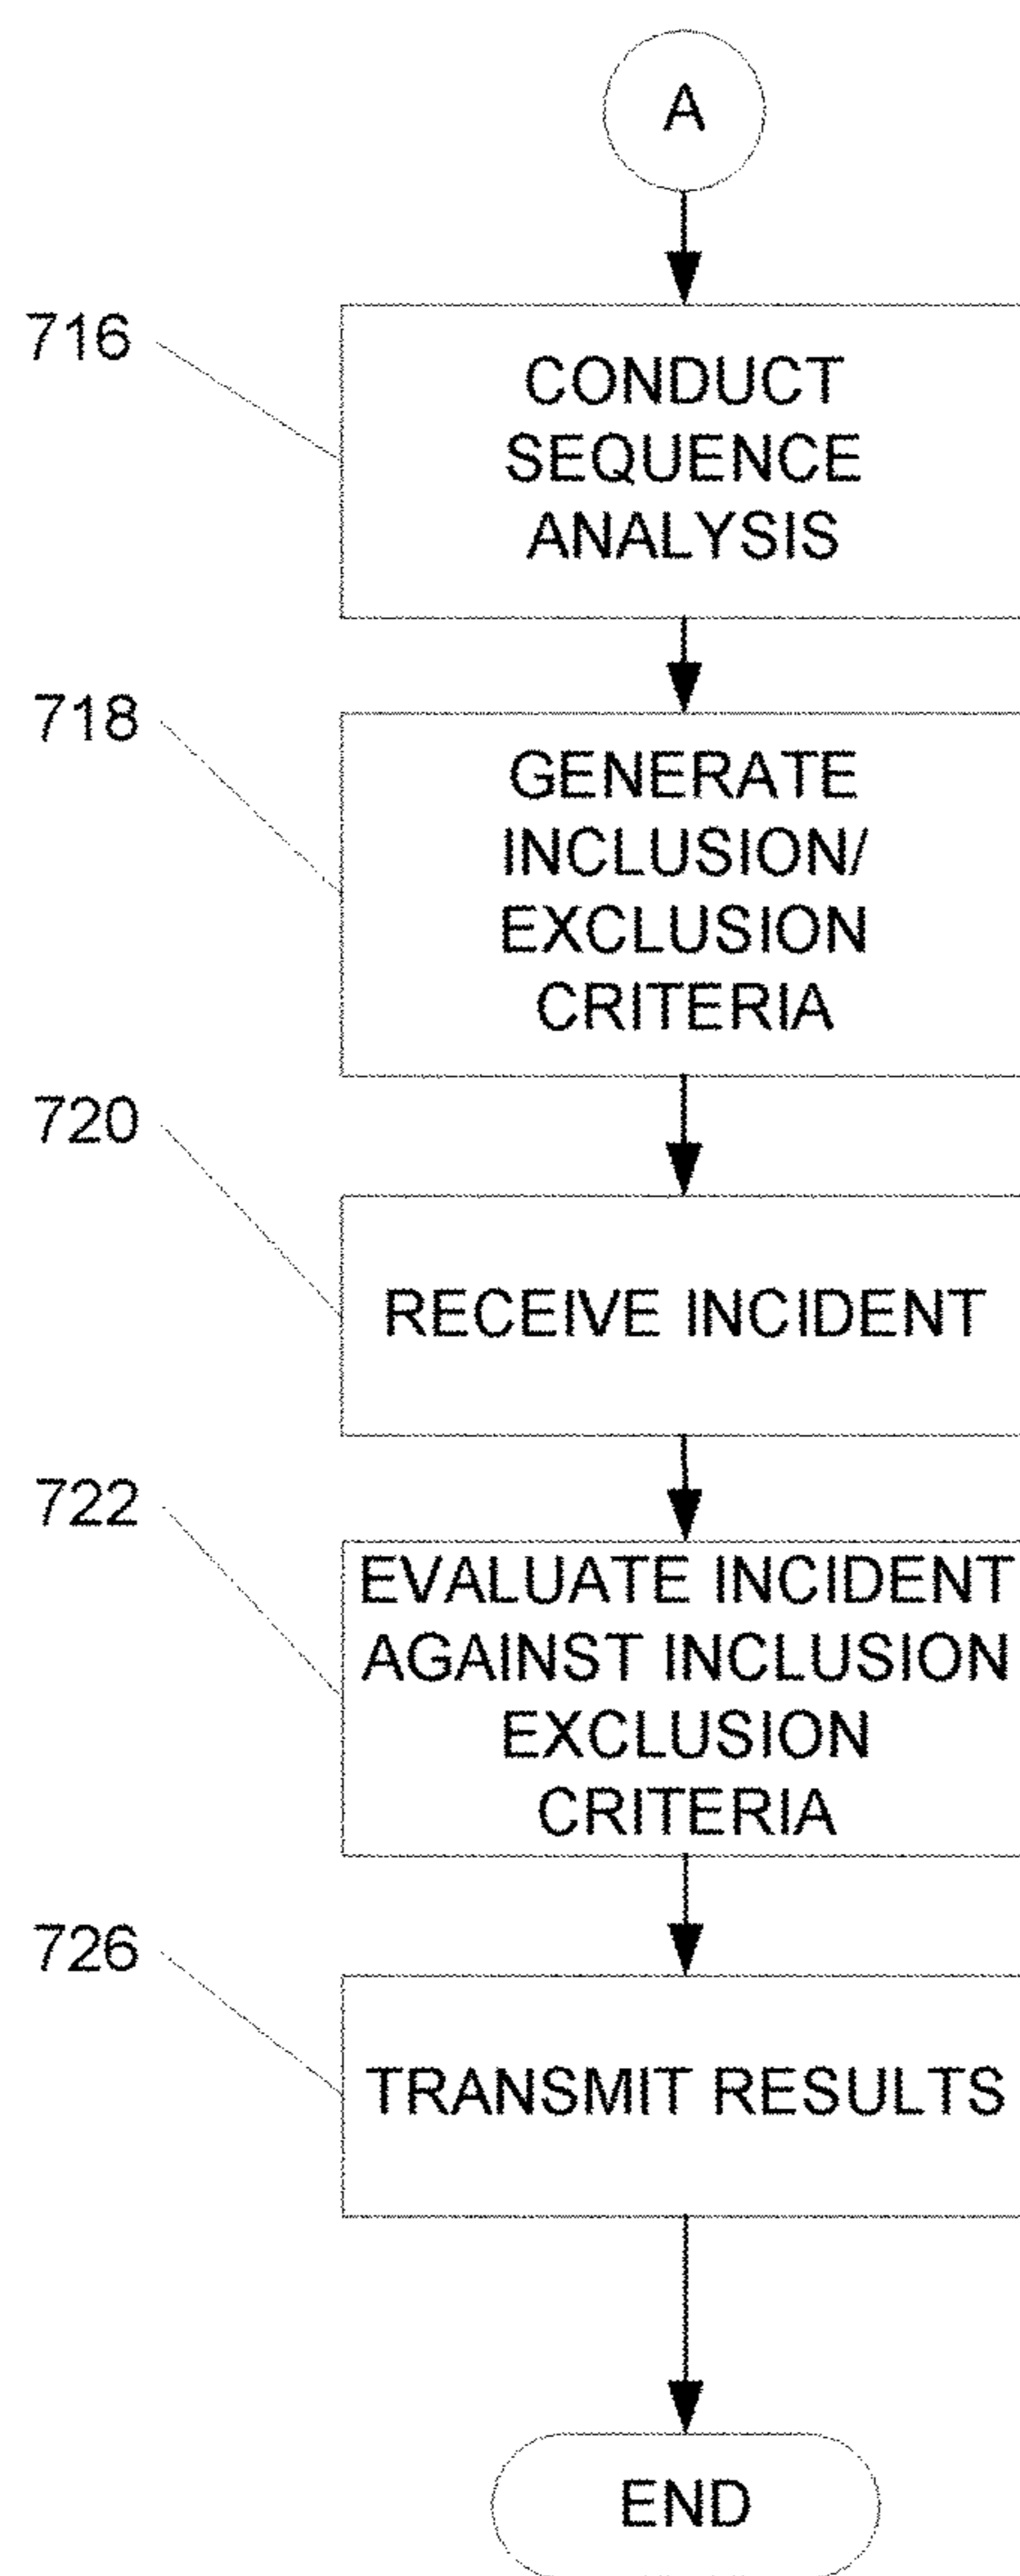 A
716
CONDUCT
SEQUENCE
ANALYSIS
718
GENERATE
INCLUSION/
EXCLUSION
CRITERIA
720
RECEIVE INCIDENT
722
EVALUATE INCIDENT
AGAINST INCLUSION
EXCLUSION
CRITERIA
726
TRANSMIT RESULTS
END